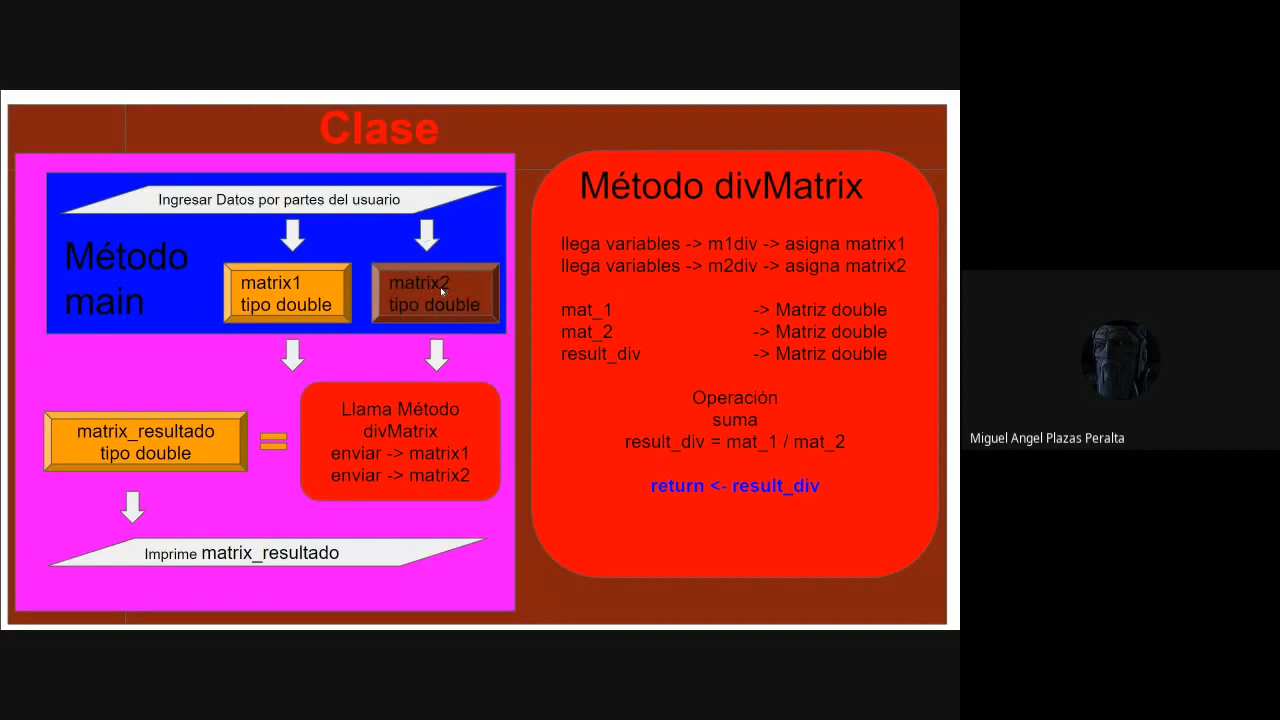 Clase
Ingresar Datos por partes del usuario
Método
main
matrix1
tipo double
matrix2
tipo double
matrix_resultado
tipo double
Llama Método
divMatrix
enviar -> matrix1
enviar -> matrix2
Imprime matrix_resultado
Método divMatrix
llega variables -> m1div -> asigna matrix1
llega variables -> m2div -> asigna matrix2
mat_1 -> Matriz double
mat_2 -> Matriz double
result_div -> Matriz double
Operación
suma
result_div = mat_1 / mat_2
return <- result_div
Miguel Angel Plazas Peralta